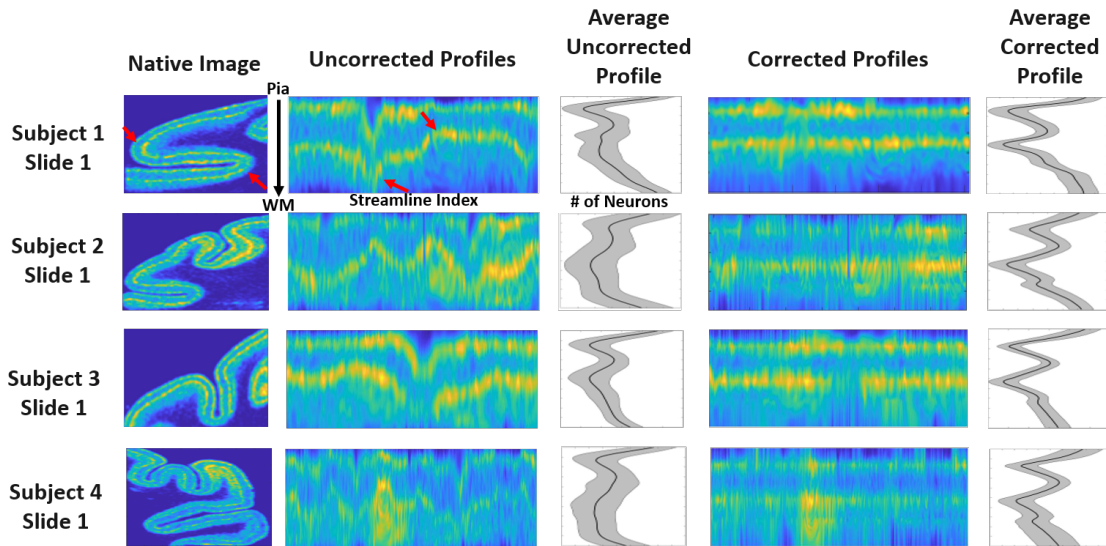 Native Image
Uncorrected Profiles
Average
Uncorrected
Profile
Corrected Profiles
Average
Corrected
Profile
Pia
Subject 1
Slide 1
WM
Streamline Index
# of Neurons
Subject 2
Slide 1
Subject 3
Slide 1
Subject 4
Slide 1